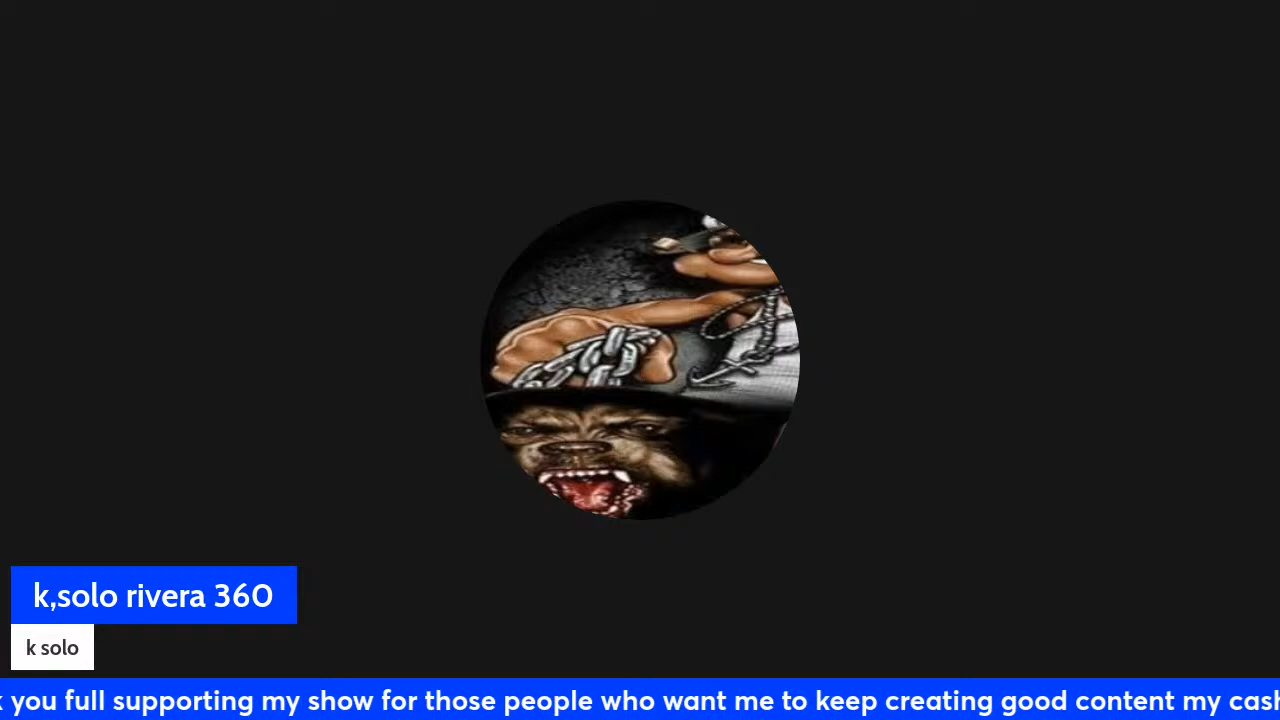 k,solo rivera 360
k solo
you full supporting my show for those people who want me to keep creating good content my cash